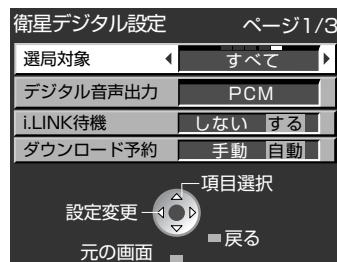 衛星デジタル設定 ページ1/3
選局対象 すべて
デジタル音声出力 PCM
i.LINK待機 しない する
ダウンロード予約 手動 自動
項目選択
設定変更
戻る
元の画面